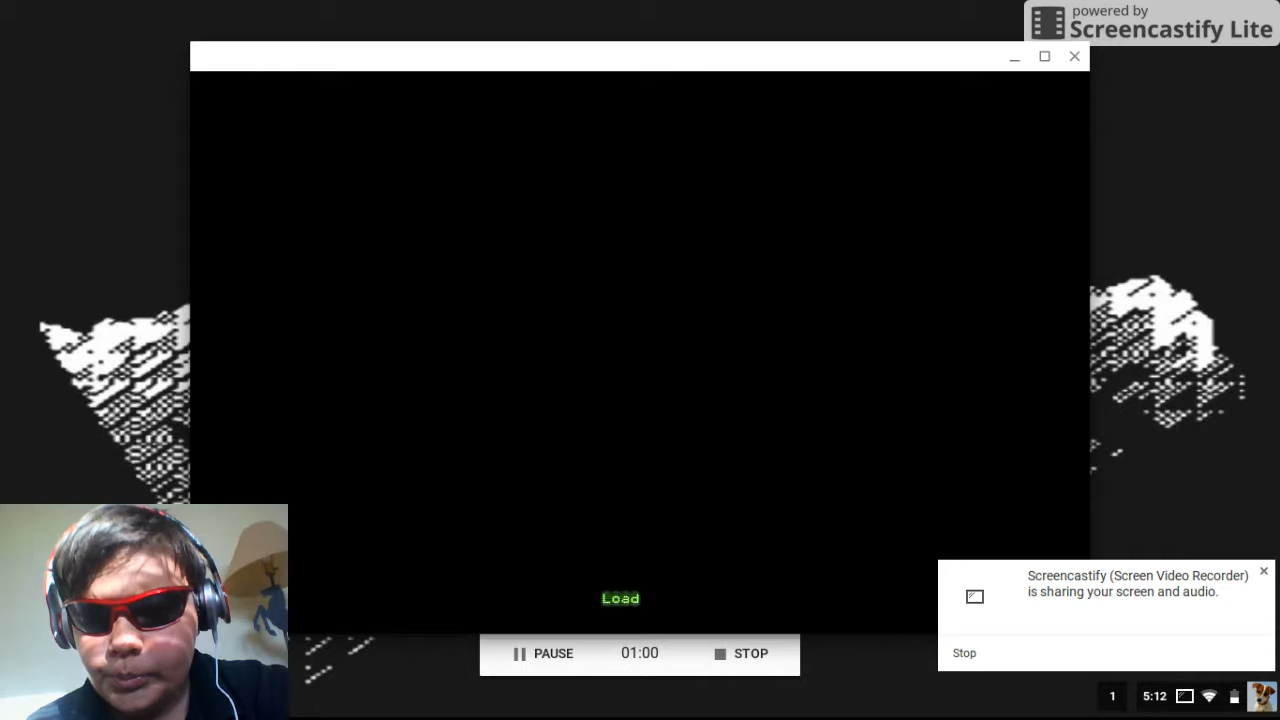 powered by
Screencastify Lite
Load
Screencastify (Screen Video Recorder)
is sharing your screen and audio.
Stop
PAUSE
01:00
STOP
1
5:12